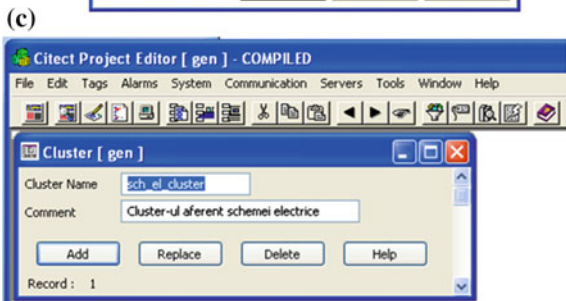 (c)
Citect Project Editor [ gen ] - COMPILED
File Edit Tags Alarms System Communication Servers Tools Window Help
Cluster [ gen ]
Cluster Name sch_el_cluster
Comment Cluster-ul aferent schemei electrice
Add Replace Delete Help
Record : 1